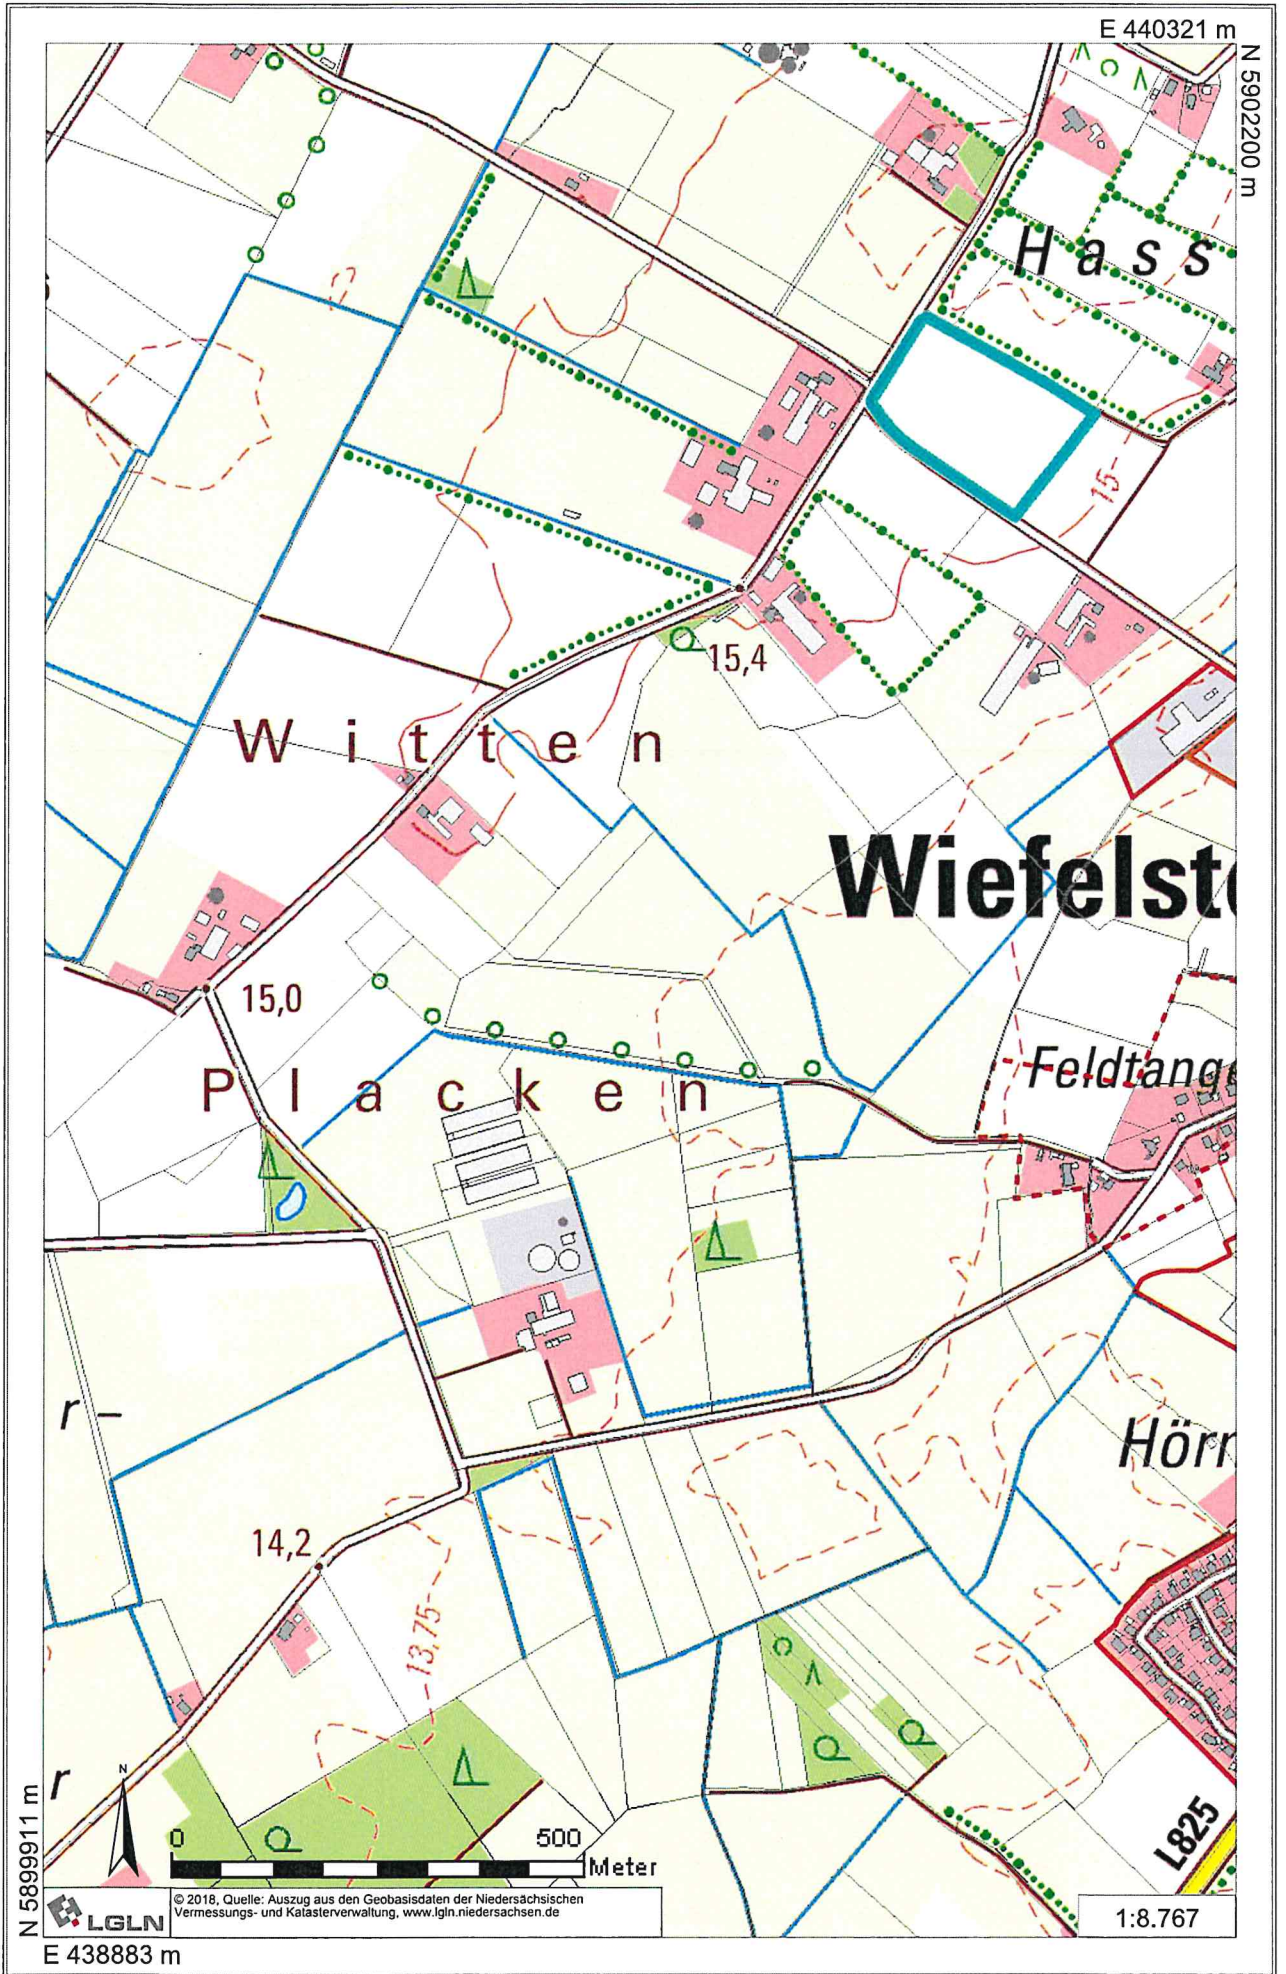 E 440321 m
N 5902200 m
Hass
15-
15,4
Witten
Wiefelste
15,0
Feldtange
Placken
r-
Hörn
14,2
13,75-
r
L825
N
0 500
Meter
N 5899911 m
LGLN
© 2018, Quelle: Auszug aus den Geobasisdaten der Niedersächsischen
Vermessungs- und Katasterverwaltung, www.lgln.niedersachsen.de
1:8.767
E 438883 m